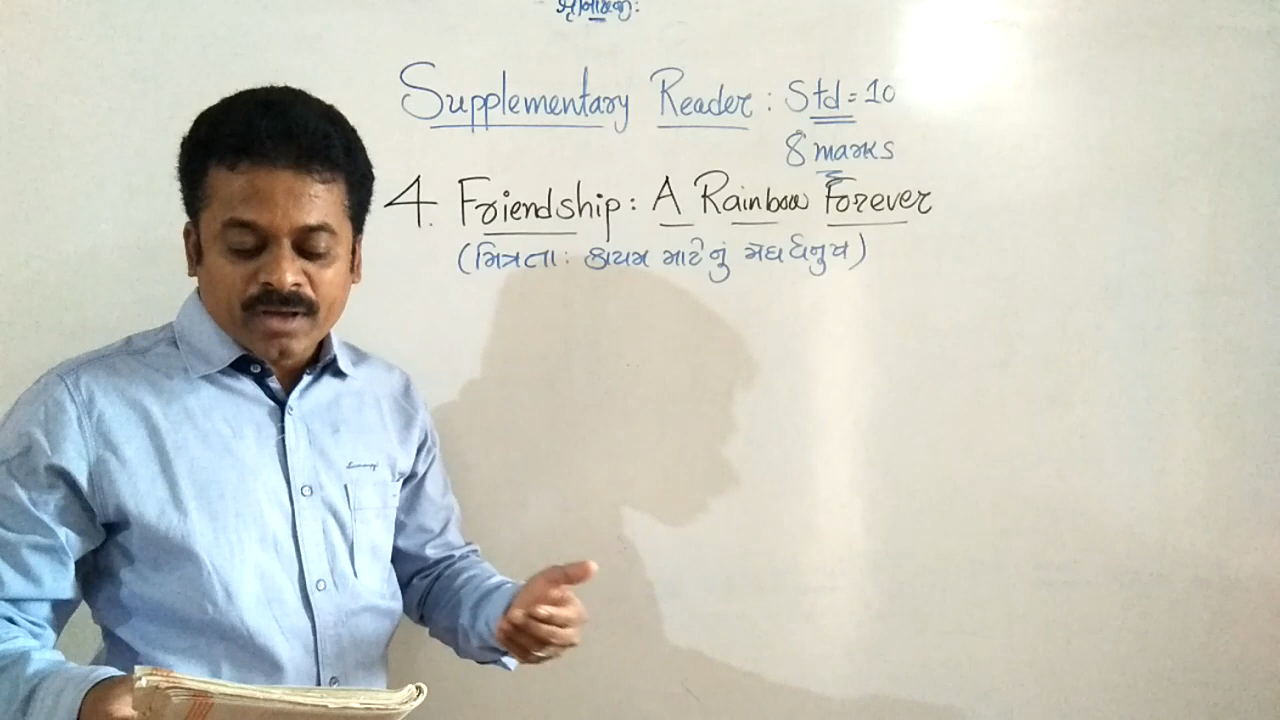 Supplementary Reader : Std = 10
8 marks
4. Friendship : A Rainbow Forever
(મિત્રતા : કાયમ માટેનું મેઘધનુષ)